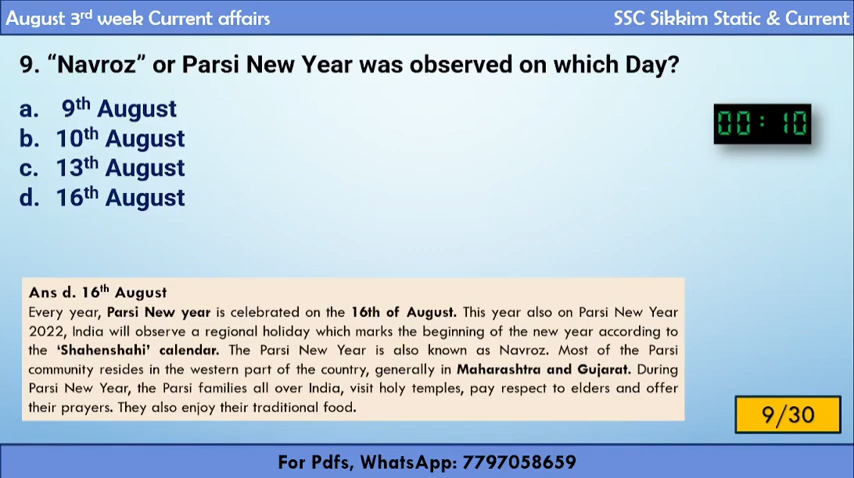 August 3rd week Current affairs
SSC Sikkim Static & Current
9. “Navroz” or Parsi New Year was observed on which Day?
a. 9th August
b. 10th August
c. 13th August
d. 16th August
00:10
Ans d. 16th August
Every year, Parsi New year is celebrated on the 16th of August. This year also on Parsi New Year
2022, India will observe a regional holiday which marks the beginning of the new year according to
the ‘Shahenshahi’ calendar. The Parsi New Year is also known as Navroz. Most of the Parsi
community resides in the western part of the country, generally in Maharashtra and Gujarat. During
Parsi New Year, the Parsi families all over India, visit holy temples, pay respect to elders and offer
their prayers. They also enjoy their traditional food.
9/30
For Pdfs, WhatsApp: 7797058659